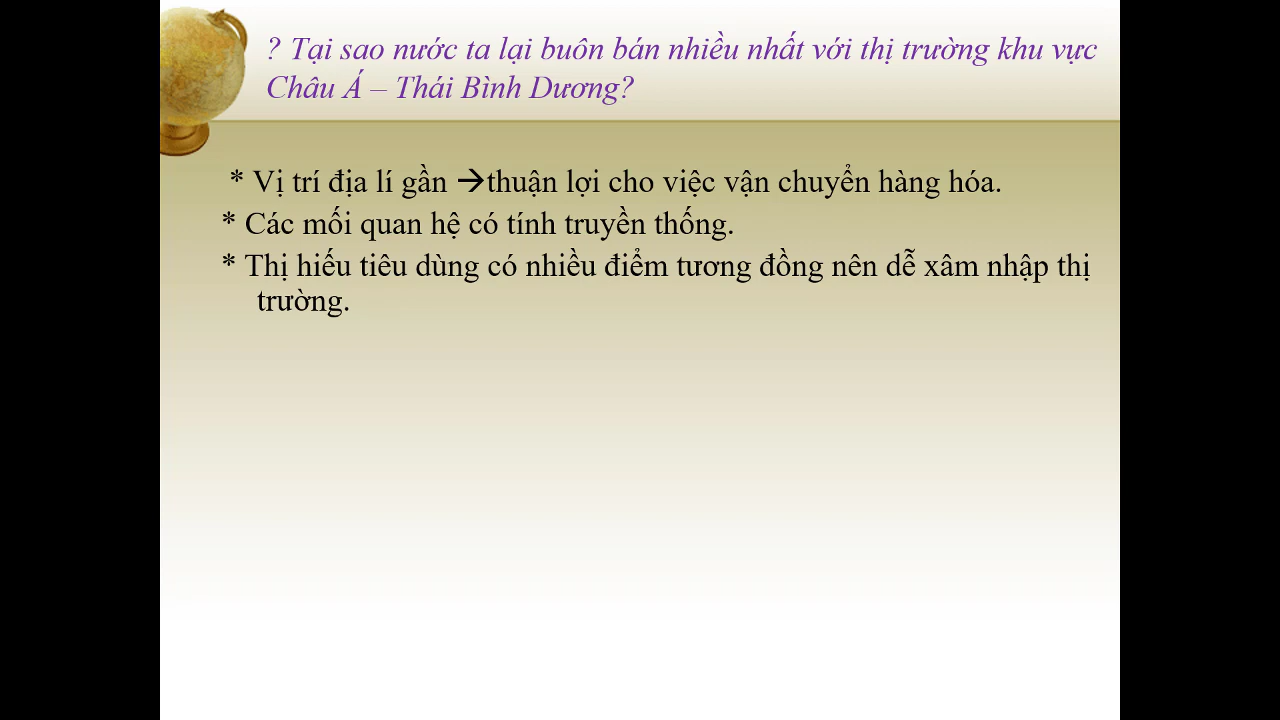 ? Tại sao nước ta lại buôn bán nhiều nhất với thị trường khu vực
Châu Á – Thái Bình Dương?
* Vị trí địa lí gần →thuận lợi cho việc vận chuyển hàng hóa.
* Các mối quan hệ có tính truyền thống.
* Thị hiếu tiêu dùng có nhiều điểm tương đồng nên dễ xâm nhập thị
trường.